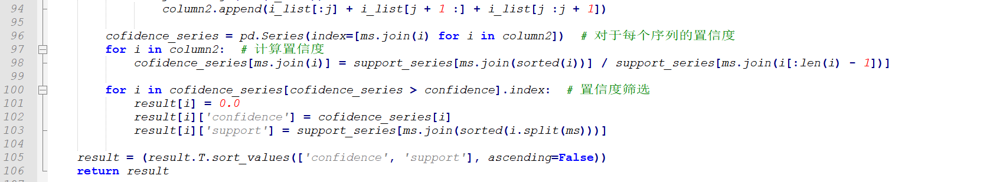 94 column2.append(i_list[:j] + i_list[j + 1 :] + i_list[j :j + 1])
95
96 cofidence_series = pd.Series(index=[ms.join(i) for i in column2]) # 对于每个序列的置信度
97 for i in column2: # 计算置信度
98 cofidence_series[ms.join(i)] = support_series[ms.join(sorted(i))] / support_series[ms.join(i[:len(i) - 1])]
99
100 for i in cofidence_series[cofidence_series > confidence].index: # 置信度筛选
101 result[i] = 0.0
102 result[i]['confidence'] = cofidence_series[i]
103 result[i]['support'] = support_series[ms.join(sorted(i.split(ms)))]
104
105 result = (result.T.sort_values(['confidence', 'support'], ascending=False))
106 return result